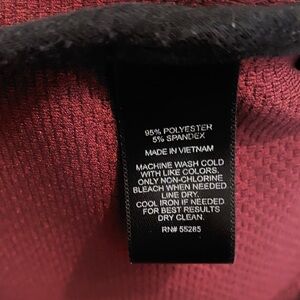 95% POLYESTER
5% SPANDEX
MADE IN VIETNAM
MACHINE WASH COLD
WITH LIKE COLORS,
ONLY NON-CHLORINE
BLEACH WHEN NEEDED
LINE DRY.
COOL IRON IF NEEDED
FOR BEST RESULTS
DRY CLEAN.
RN# 55285